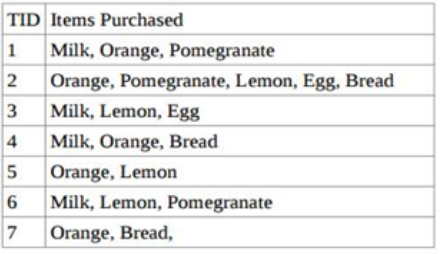 TID Items Purchased
1 Milk, Orange, Pomegranate
2 Orange, Pomegranate, Lemon, Egg, Bread
3 Milk, Lemon, Egg
4 Milk, Orange, Bread
5 Orange, Lemon
6 Milk, Lemon, Pomegranate
7 Orange, Bread,